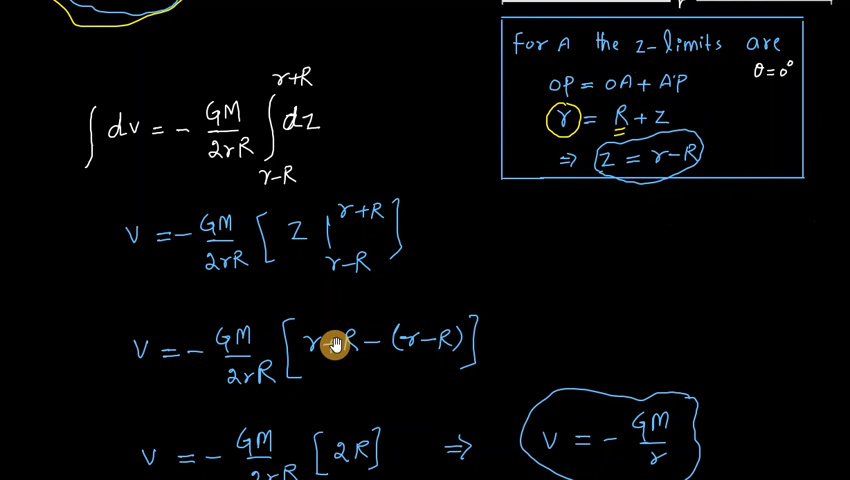 For A the z-limits are
θ=0°
OP = OA + AP
r = R + Z
⇒ Z = r-R
∫ dv = - GM/2rR ∫_{r-R}^{r+R} dz
V = - GM/2rR [ Z |_{r-R}^{r+R} ]
V = - GM/2rR [ r R - (r-R) ]
V = - GM/2rR [2R] ⇒ V = - GM/r